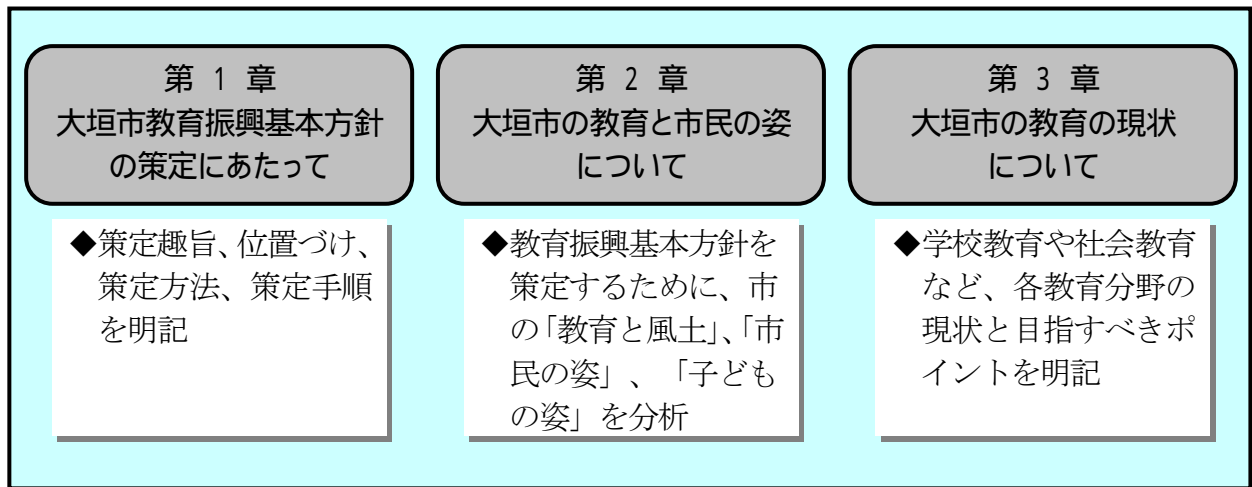 第 1 章
大垣市教育振興基本方針
の策定にあたって
◆策定趣旨、位置づけ、
策定方法、策定手順
を明記
第 2 章
大垣市の教育と市民の姿
について
◆教育振興基本方針を
策定するために、市
の「教育と風土」、「市
民の姿」、「子ども
の姿」を分析
第 3 章
大垣市の教育の現状
について
◆学校教育や社会教育
など、各教育分野の
現状と目指すべきポ
イントを明記